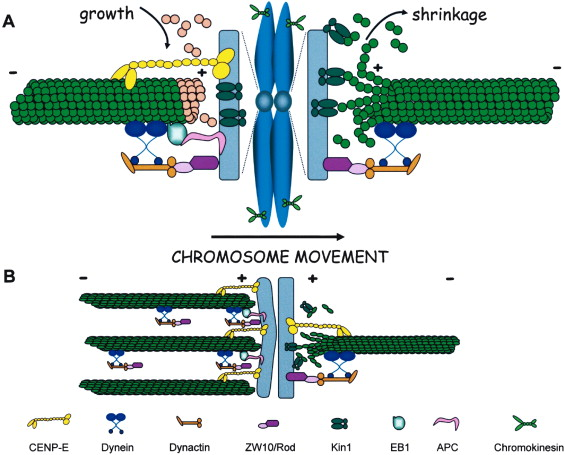 A
growth
shrinkage
- + + -
CHROMOSOME MOVEMENT
B
- + + -
CENP-E Dynein Dynactin ZW10/Rod Kin1 EB1 APC Chromokinesin